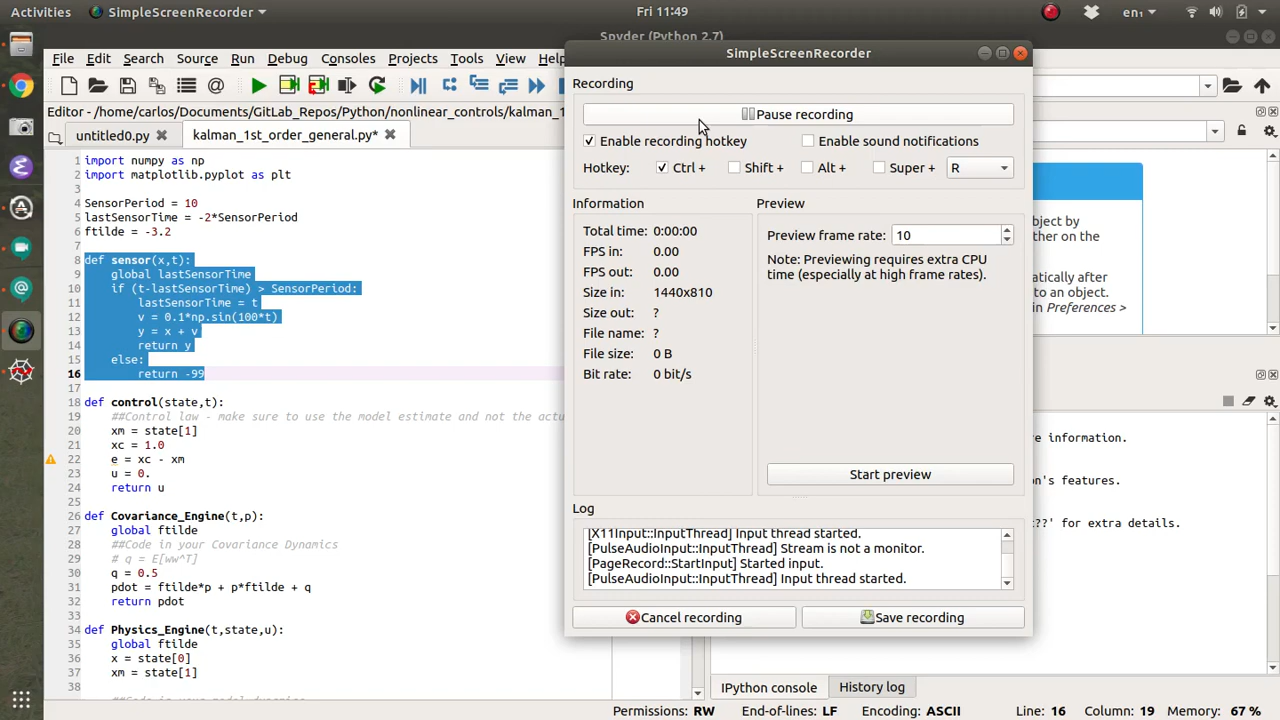 Activities SimpleScreenRecorder Fri 11:49 en₁
Spyder (Python 2.7)
File Edit Search Source Run Debug Consoles Projects Tools View
Editor - /home/carlos/Documents/GitLab_Repos/Python/nonlinear_controls/kalman_1
untitled0.py kalman_1st_order_general.py*
1 import numpy as np
2 import matplotlib.pyplot as plt
3
4 SensorPeriod = 10
5 lastSensorTime = -2*SensorPeriod
6 ftilde = -3.2
7
8 def sensor(x,t):
9 global lastSensorTime
10 if (t-lastSensorTime) > SensorPeriod:
11 lastSensorTime = t
12 v = 0.1*np.sin(100*t)
13 y = x + v
14 return y
15 else:
16 return -99
17
18 def control(state,t):
19 ##Control law - make sure to use the model estimate and not the actu
20 xm = state[1]
21 xc = 1.0
22 e = xc - xm
23 u = 0.
24 return u
25
26 def Covariance_Engine(t,p):
27 global ftilde
28 ##Code in your Covariance Dynamics
29 # q = E[ww^T]
30 q = 0.5
31 pdot = ftilde*p + p*ftilde + q
32 return pdot
33
34 def Physics_Engine(t,state,u):
35 global ftilde
36 x = state[0]
37 xm = state[1]
38
SimpleScreenRecorder
Recording
Pause recording
Enable recording hotkey Enable sound notifications
Hotkey: Ctrl + Shift + Alt + Super + R
Information
Total time: 0:00:00
FPS in: 0.00
FPS out: 0.00
Size in: 1440x810
Size out: ?
File name: ?
File size: 0 B
Bit rate: 0 bit/s
Preview
Preview frame rate: 10
Note: Previewing requires extra CPU
time (especially at high frame rates).
Start preview
Log
[X11Input::InputThread] Input thread started.
[PulseAudioInput::InputThread] Stream is not a monitor.
[PageRecord::StartInput] Started input.
[PulseAudioInput::InputThread] Input thread started.
Cancel recording Save recording
bject by
ther on the
natically after
to an object.
in Preferences >
re information.
n's features.
??' for extra details.
IPython console History log
Permissions: RW End-of-lines: LF Encoding: ASCII Line: 16 Column: 19 Memory: 67 %